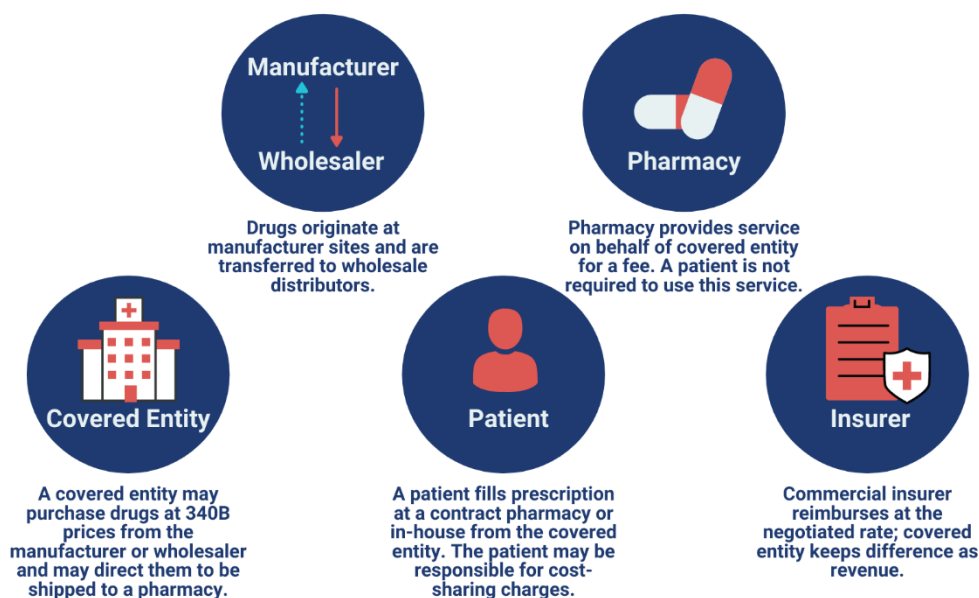 Manufacturer
Wholesaler
Drugs originate at
manufacturer sites and are
transferred to wholesale
distributors.
Pharmacy
Pharmacy provides service
on behalf of covered entity
for a fee. A patient is not
required to use this service.
Covered Entity
A covered entity may
purchase drugs at 340B
prices from the
manufacturer or wholesaler
and may direct them to be
shipped to a pharmacy.
Patient
A patient fills prescription
at a contract pharmacy or
in-house from the covered
entity. The patient may be
responsible for cost-
sharing charges.
Insurer
Commercial insurer
reimburses at the
negotiated rate; covered
entity keeps difference as
revenue.